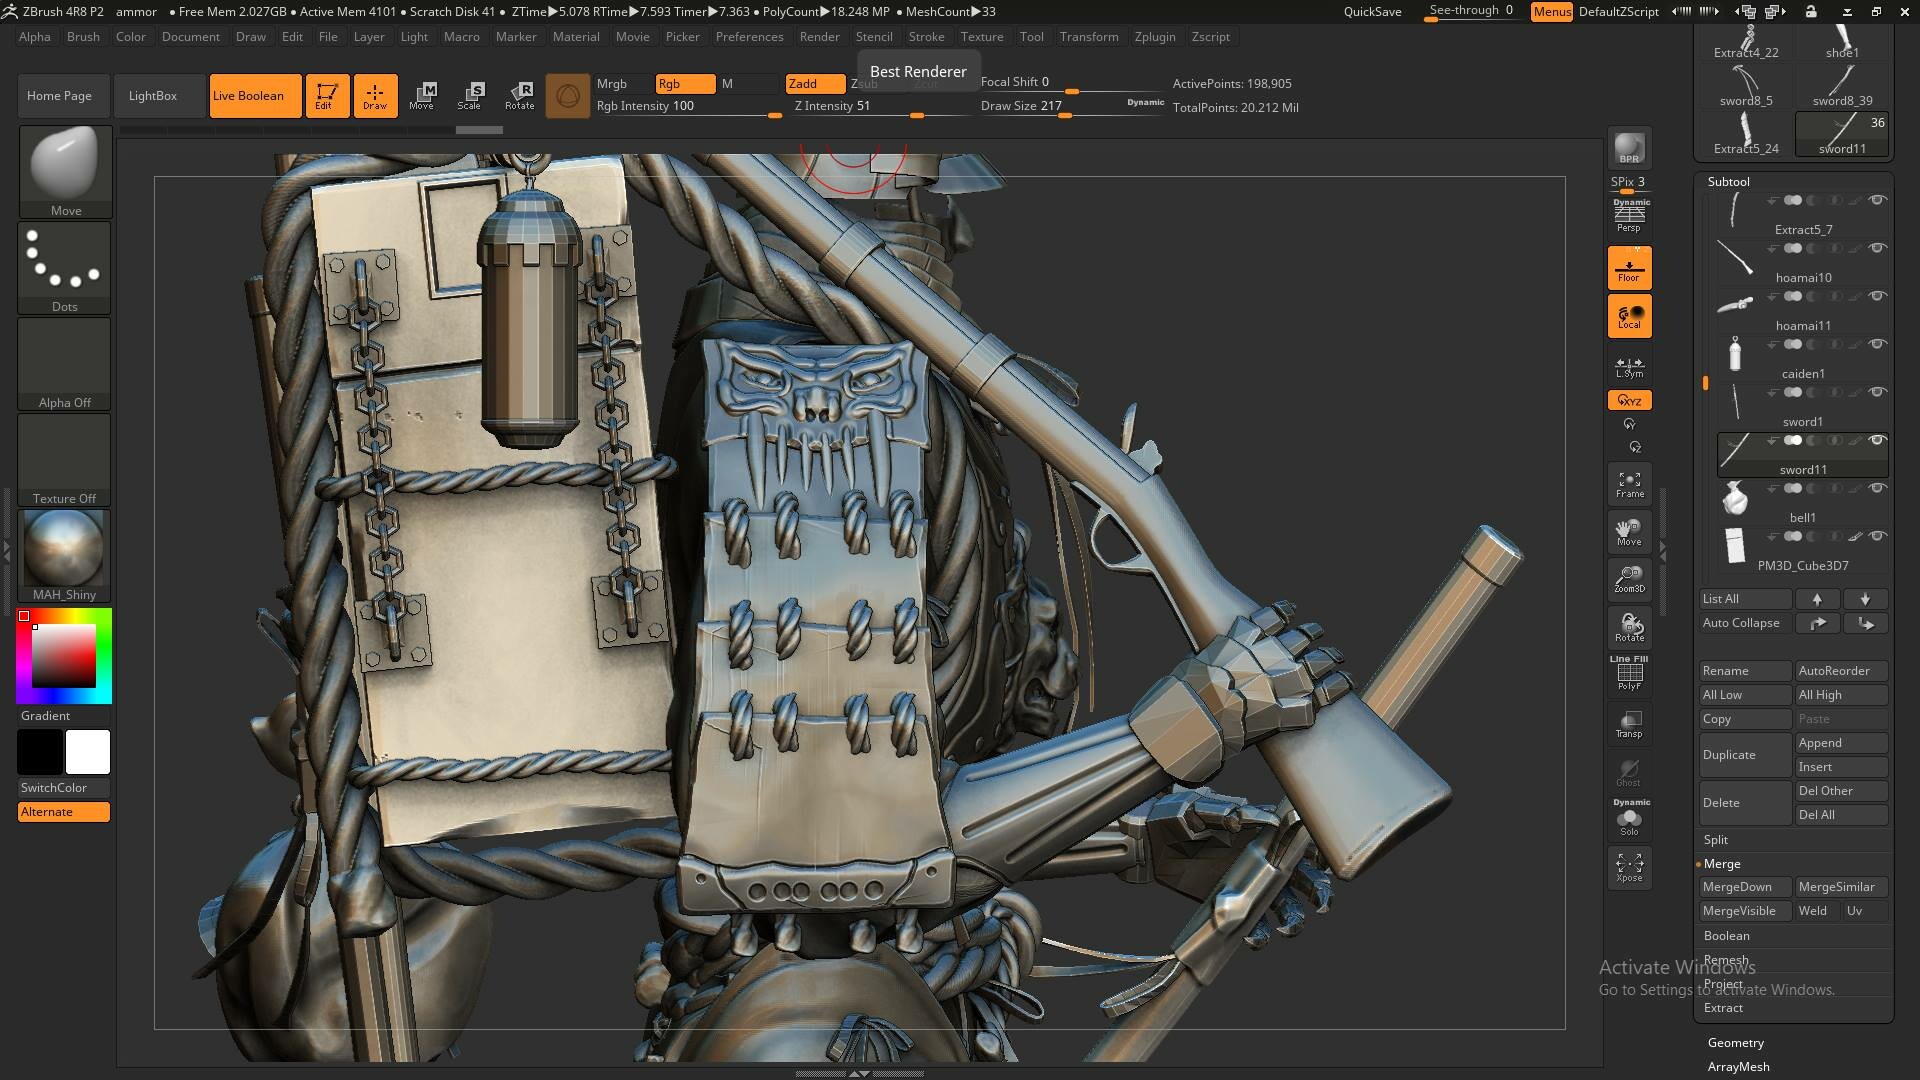 ZBrush 4R8 P2 ammor • Free Mem 2.027GB • Active Mem 4101 • Scratch Disk 41 • ZTime▶5.078 RTime▶7.593 Timer▶7.363 • PolyCount▶18.248 MP • MeshCount▶33 QuickSave See-through 0 Menus DefaultZScript
Alpha Brush Color Document Draw Edit File Layer Light Macro Marker Material Movie Picker Preferences Render Stencil Stroke Texture Tool Transform Zplugin Zscript
Best Renderer
Home Page LightBox Live Boolean Edit Draw Move Scale Rotate
Mrgb Rgb M Zadd Focal Shift 0 ActivePoints: 198,905
Rgb Intensity 100 Z Intensity 51 Draw Size 217 Dynamic TotalPoints: 20.212 Mil
Move
Dots
Alpha Off
Texture Off
MAH_Shiny
Gradient
SwitchColor
Alternate
BPR
SPix 3
Dynamic
Persp
Floor
Local
L.Sym
XYZ
Y
Z
Frame
Move
Zoom3D
Rotate
Line Fill
PolyF
Transp
Ghost
Dynamic
Solo
Xpose
Extract4_22 shoe1
sword8_5 sword8_39
36
Extract5_24 sword11
Subtool
Extract5_7
hoamai10
hoamai11
caiden1
sword1
sword11
bell1
PM3D_Cube3D7
List All
Auto Collapse
Rename AutoReorder
All Low All High
Copy Paste
Duplicate Append
Insert
Delete Del Other
Del All
Split
Merge
MergeDown MergeSimilar
MergeVisible Weld Uv
Boolean
Remesh
Project
Extract
Geometry
ArrayMesh
Activate Windows
Go to Settings to activate Windows.